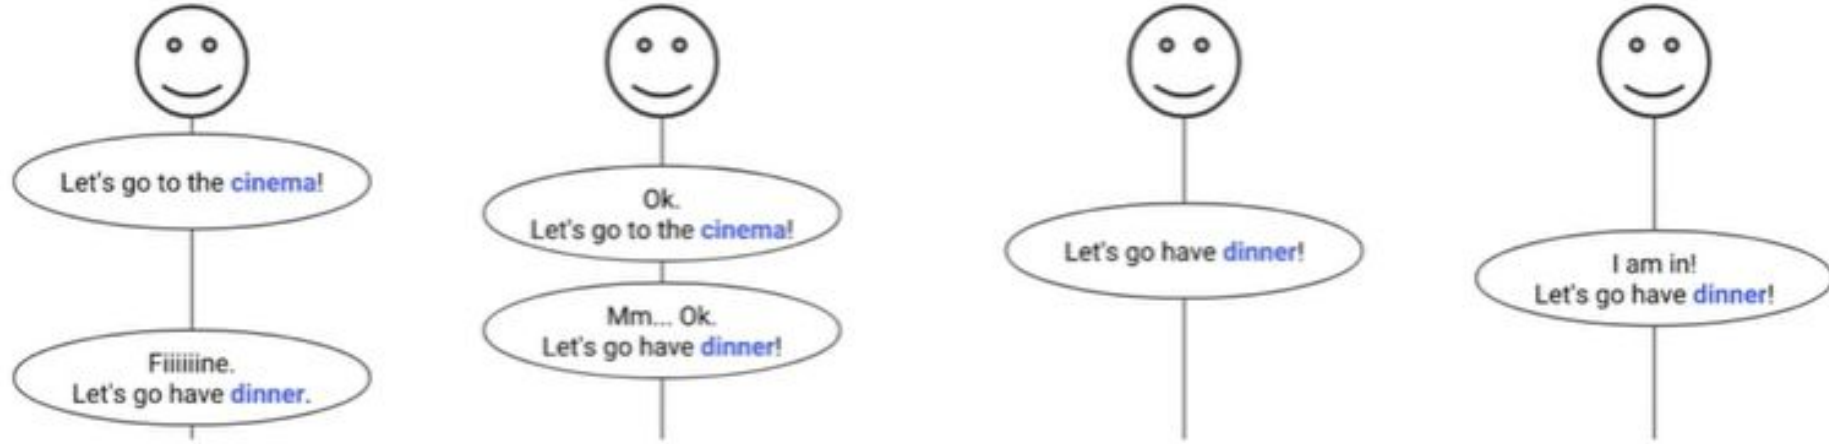 Let's go to the cinema!
Fiiiiiine.
Let's go have dinner.
Ok.
Let's go to the cinema!
Mm... Ok.
Let's go have dinner!
Let's go have dinner!
I am in!
Let's go have dinner!